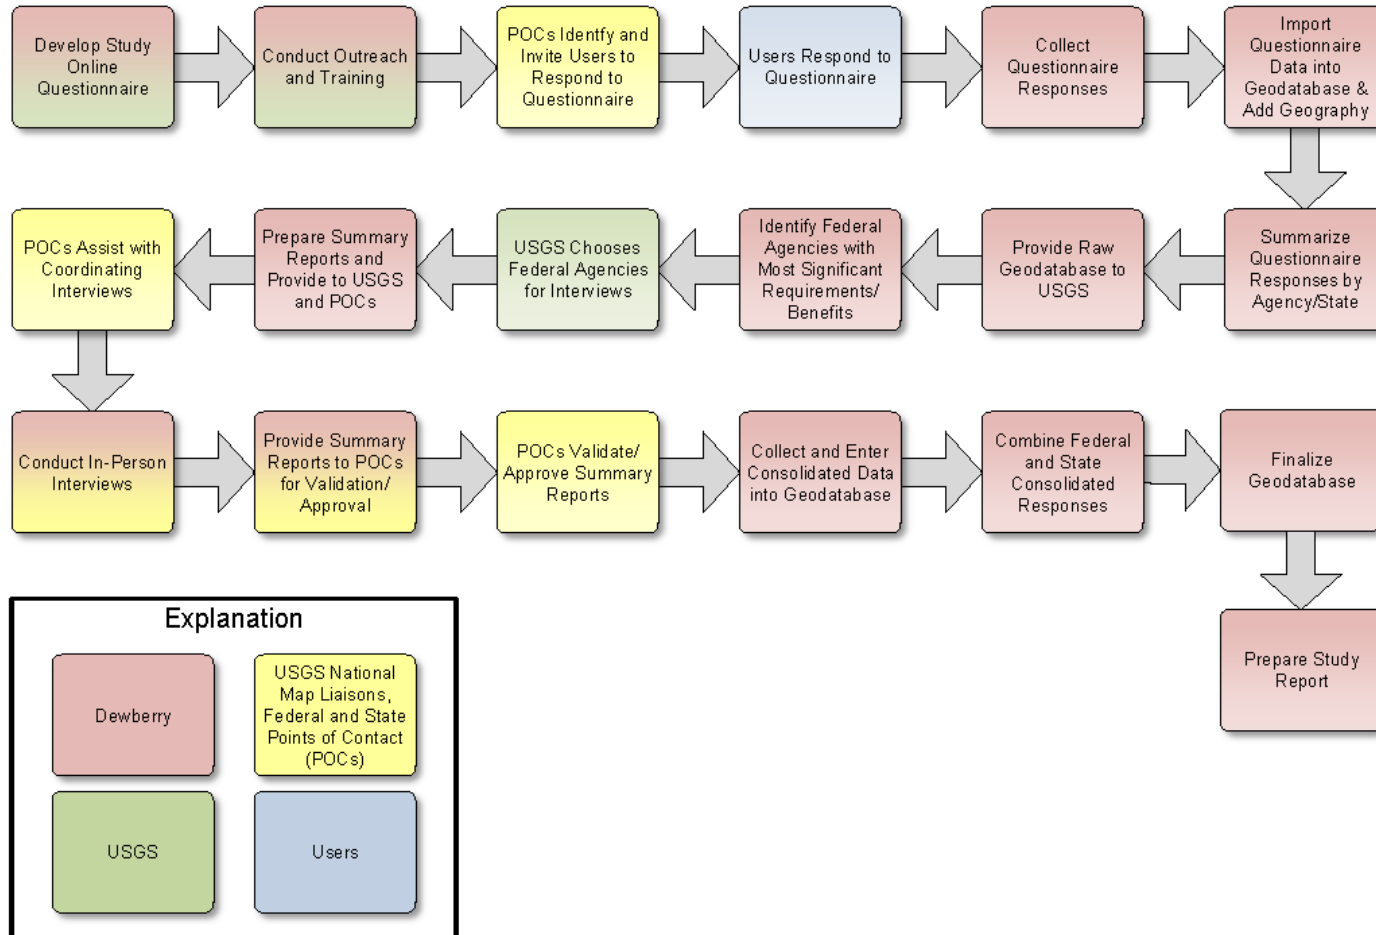 Develop Study
Online
Questionnaire
Conduct Outreach
and Training
POCs Identfy and
Invite Users to
Respond to
Questionnaire
Users Respond to
Questionnaire
Collect
Questionnaire
Responses
Import
Questionnaire
Data into
Geodatabase &
Add Geography
Summarize
Questionnaire
Responses by
Agency/State
Provide Raw
Geodatabase to
USGS
Identify Federal
Agencies with
Most Significant
Requirements/
Benefits
USGS Chooses
Federal Agencies
for Interviews
Prepare Summary
Reports and
Provide to USGS
and POCs
POCs Assist with
Coordinating
Interviews
Conduct In-Person
Interviews
Provide Summary
Reports to POCs
for Validation/
Approval
POCs Validate/
Approve Summary
Reports
Collect and Enter
Consolidated Data
into Geodatabase
Combine Federal
and State
Consolidated
Responses
Finalize
Geodatabase
Prepare Study
Report
Explanation
Dewberry
USGS National
Map Liaisons,
Federal and State
Points of Contact
(POCs)
USGS
Users